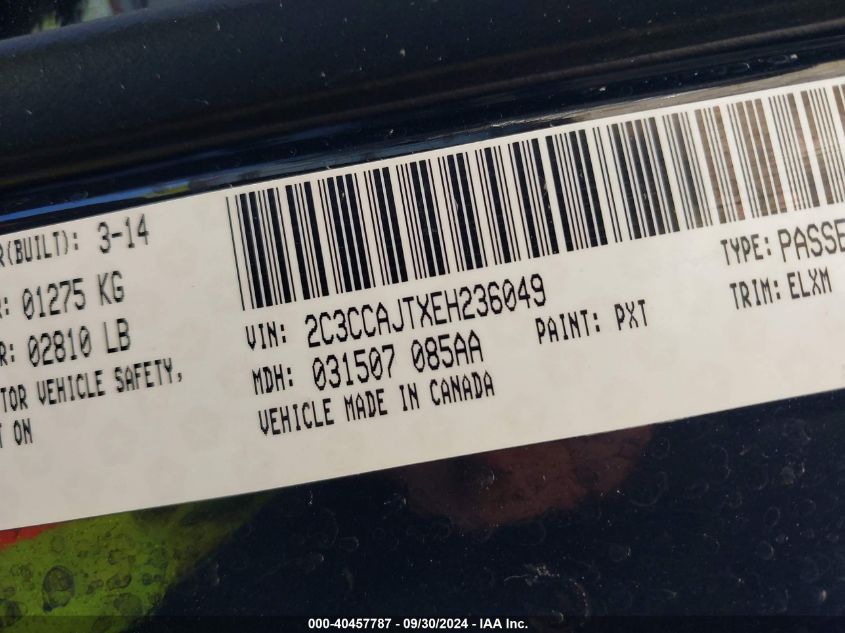 R(BUILT): 3-14
R: 01275 KG
R: 02810 LB
TOR VEHICLE SAFETY,
T ON
VIN: 2C3CCAJTXEH236049
MDH: 031507 085AA
VEHICLE MADE IN CANADA
PAINT: PXT
TYPE: PASSE
TRIM: ELXM
000-40457787 - 09/30/2024 - IAA Inc.